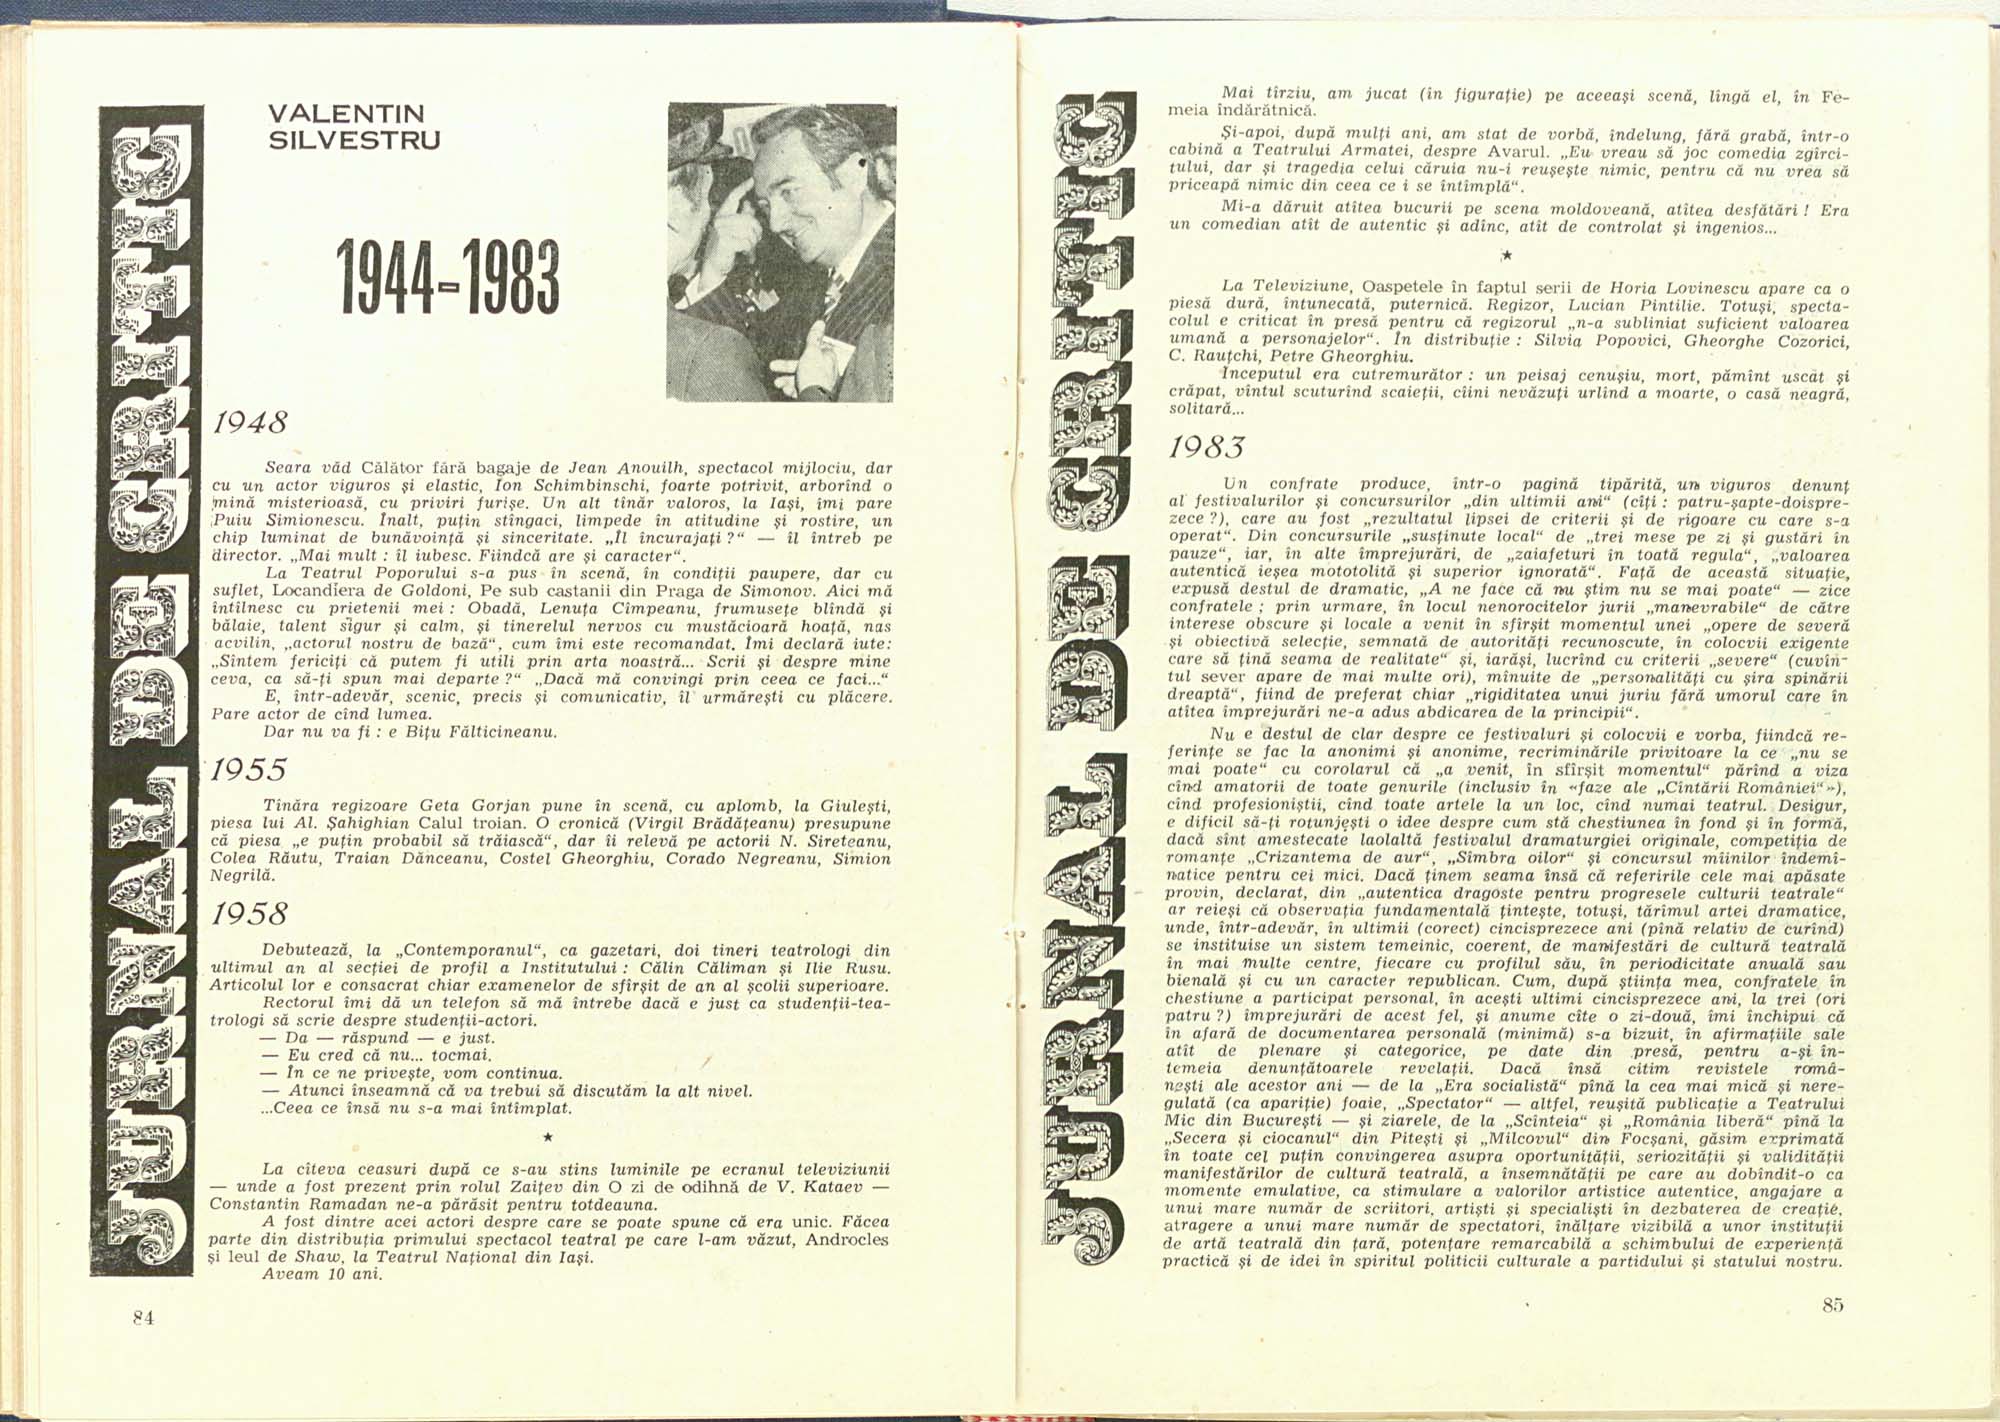 JURNAL DE CRITIC
VALENTIN
SILVESTRU
1944-1983
1948
Seara văd Călător fără bagaje de Jean Anouilh, spectacol mijlociu, dar
cu un actor viguros și elastic, Ion Schimbinschi, foarte potrivit, arborînd o
mină misterioasă, cu priviri furișe. Un alt tînăr valoros, la Iași, îmi pare
Puiu Simionescu. Înalt, puțin stîngaci, limpede în atitudine și rostire, un
chip luminat de bunăvoință și sinceritate. „Îl încurajați ?“ — îl întreb pe
director. „Mai mult : îl iubesc. Fiindcă are și caracter“.
La Teatrul Poporului s-a pus în scenă, în condiții paupere, dar cu
suflet, Locandiera de Goldoni, Pe sub castanii din Praga de Simonov. Aici mă
întîlnesc cu prietenii mei : Obadă, Lenuța Cîmpeanu, frumusețe blîndă și
bălaie, talent sigur și calm, și tinerelul nervos cu mustăcioară hoață, nas
acvilin, „actorul nostru de bază“, cum îmi este recomandat. Îmi declară iute:
„Sîntem fericiți că putem fi utili prin arta noastră... Scrii și despre mine
ceva, ca să-ți spun mai departe ?“ „Dacă mă convingi prin ceea ce faci...“
E, într-adevăr, scenic, precis și comunicativ, îl urmărești cu plăcere.
Pare actor de cînd lumea.
Dar nu va fi : e Bițu Fălticineanu.
1955
Tînăra regizoare Geta Gorjan pune în scenă, cu aplomb, la Giulești,
piesa lui Al. Șahighian Calul troian. O cronică (Virgil Brădățeanu) presupune
că piesa „e puțin probabil să trăiască“, dar îi relevă pe actorii N. Sireteanu,
Colea Răutu, Traian Dănceanu, Costel Gheorghiu, Corado Negreanu, Simion
Negrilă.
1958
Debutează, la „Contemporanul“, ca gazetari, doi tineri teatrologi din
ultimul an al secției de profil a Institutului : Călin Căliman și Ilie Rusu.
Articolul lor e consacrat chiar examenelor de sfîrșit de an al școlii superioare.
Rectorul îmi dă un telefon să mă întrebe dacă e just ca studenții-tea-
trologi să scrie despre studenții-actori.
— Da — răspund — e just.
— Eu cred că nu... tocmai.
— În ce ne privește, vom continua.
— Atunci înseamnă că va trebui să discutăm la alt nivel.
...Ceea ce însă nu s-a mai întîmplat.
★
La cîteva ceasuri după ce s-au stins luminile pe ecranul televiziunii
— unde a fost prezent prin rolul Zaițev din O zi de odihnă de V. Kataev —
Constantin Ramadan ne-a părăsit pentru totdeauna.
A fost dintre acei actori despre care se poate spune că era unic. Făcea
parte din distribuția primului spectacol teatral pe care l-am văzut, Androcles
și leul de Shaw, la Teatrul Național din Iași.
Aveam 10 ani.
84
JURNAL DE CRITIC
Mai tîrziu, am jucat (în figurație) pe aceeași scenă, lîngă el, în Fe-
meia îndărătnică.
Și-apoi, după mulți ani, am stat de vorbă, îndelung, fără grabă, într-o
cabină a Teatrului Armatei, despre Avarul. „Eu vreau să joc comedia zgîrci-
tului, dar și tragedia celui căruia nu-i reușește nimic, pentru că nu vrea să
priceapă nimic din ceea ce i se întîmplă“.
Mi-a dăruit atîtea bucurii pe scena moldoveană, atîtea desfătări ! Era
un comedian atît de autentic și adînc, atît de controlat și ingenios...
★
La Televiziune, Oaspetele în faptul serii de Horia Lovinescu apare ca o
piesă dură, întunecată, puternică. Regizor, Lucian Pintilie. Totuși, specta-
colul e criticat în presă pentru că regizorul „n-a subliniat suficient valoarea
umană a personajelor“. În distribuție : Silvia Popovici, Gheorghe Cozorici,
C. Rauțchi, Petre Gheorghiu.
Începutul era cutremurător : un peisaj cenușiu, mort, pămînt uscat și
crăpat, vîntul scuturînd scaieții, cîini nevăzuți urlînd a moarte, o casă neagră,
solitară...
1983
Un confrate produce, într-o pagină tipărită, un viguros denunț
al festivalurilor și concursurilor „din ultimii ani“ (cîți : patru-șapte-doispre-
zece ?), care au fost „rezultatul lipsei de criterii și de rigoare cu care s-a
operat“. Din concursurile „susținute local“ de „trei mese pe zi și gustări în
pauze“, iar, în alte împrejurări, de „zaiafeturi în toată regula“, „valoarea
autentică ieșea mototolită și superior ignorată“. Față de această situație,
expusă destul de dramatic, „A ne face că nu știm nu se mai poate“ — zice
confratele ; prin urmare, în locul nenorocitelor jurii „manevrabile“ de către
interese obscure și locale a venit în sfîrșit momentul unei „opere de severă
și obiectivă selecție, semnată de autorități recunoscute, în colocvii exigente
care să țină seama de realitate“ și, iarăși, lucrînd cu criterii „severe“ (cuvîn-
tul sever apare de mai multe ori), mînuite de „personalități cu șira spinării
dreaptă“, fiind de preferat chiar „rigiditatea unui juriu fără umorul care în
atîtea împrejurări ne-a adus abdicarea de la principii“.
Nu e destul de clar despre ce festivaluri și colocvii e vorba, fiindcă re-
ferințe se fac la anonimi și anonime, recriminările privitoare la ce „nu se
mai poate“ cu corolarul că „a venit, în sfîrșit momentul“ părînd a viza
cînd amatorii de toate genurile (inclusiv în «faze ale „Cîntării României“»),
cînd profesioniștii, cînd toate artele la un loc, cînd numai teatrul. Desigur,
e dificil să-ți rotunjești o idee despre cum stă chestiunea în fond și în formă,
dacă sînt amestecate laolaltă festivalul dramaturgiei originale, competiția de
romanțe „Crizantema de aur“, „Sîmbra oilor“ și concursul mîinilor îndemî-
natice pentru cei mici. Dacă ținem seama însă că referirile cele mai apăsate
provin, declarat, din „autentica dragoste pentru progresele culturii teatrale“
ar reieși că observația fundamentală țintește, totuși, tărîmul artei dramatice,
unde, într-adevăr, în ultimii (corect) cincisprezece ani (pînă relativ de curînd)
se instituise un sistem temeinic, coerent, de manifestări de cultură teatrală
în mai multe centre, fiecare cu profilul său, în periodicitate anuală sau
bienală și cu un caracter republican. Cum, după știința mea, confratele în
chestiune a participat personal, în acești ultimi cincisprezece ani, la trei (ori
patru ?) împrejurări de acest fel, și anume cîte o zi-două, îmi închipui că
în afară de documentarea personală (minimă) s-a bizuit, în afirmațiile sale
atît de plenare și categorice, pe date din presă, pentru a-și în-
temeia denunțătoarele revelații. Dacă însă citim revistele româ-
nești ale acestor ani — de la „Era socialistă“ pînă la cea mai mică și nere-
gulată (ca apariție) foaie, „Spectator“ — altfel, reușită publicație a Teatrului
Mic din București — și ziarele, de la „Scînteia“ și „România liberă“ pînă la
„Secera și ciocanul“ din Pitești și „Milcovul“ din Focșani, găsim exprimată
în toate cel puțin convingerea asupra oportunității, seriozității și validității
manifestărilor de cultură teatrală, a însemnătății pe care au dobîndit-o ca
momente emulative, ca stimulare a valorilor artistice autentice, angajare a
unui mare număr de scriitori, artiști și specialiști în dezbaterea de creație,
atragere a unui mare număr de spectatori, înălțare vizibilă a unor instituții
de artă teatrală din țară, potențare remarcabilă a schimbului de experiență
practică și de idei în spiritul politicii culturale a partidului și statului nostru.
85